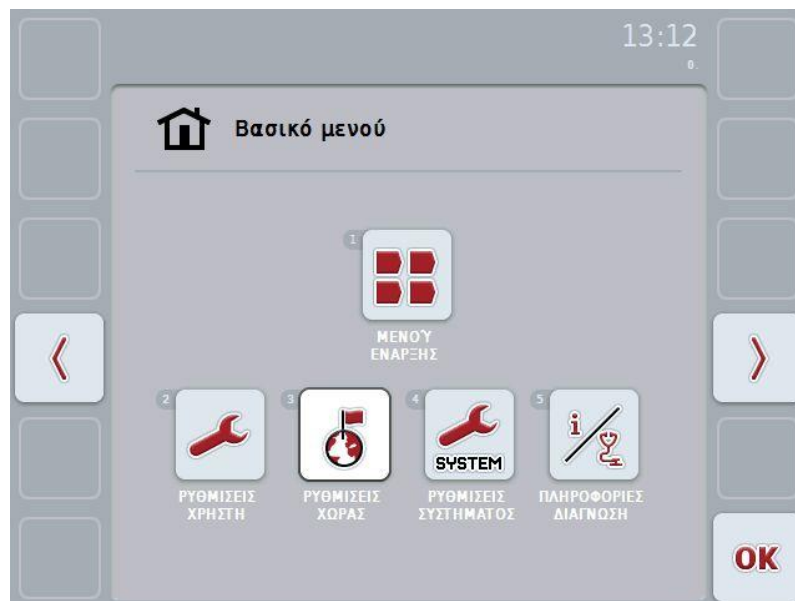 13:12
0.
Βασικό μενού
1
ΜΕΝΟΎ
ΕΝΑΡΞΗΣ
2
3
4
5
i
SYSTEM
ΡΥΘΜΙΣΕΙΣ
ΧΡΗΣΤΗ
ΡΥΘΜΙΣΕΙΣ
ΧΩΡΑΣ
ΡΥΘΜΙΣΕΙΣ
ΣΥΣΤΗΜΑΤΟΣ
ΠΛΗΡΟΦΟΡΙΕΣ
ΔΙΑΓΝΩΣΗ
OK